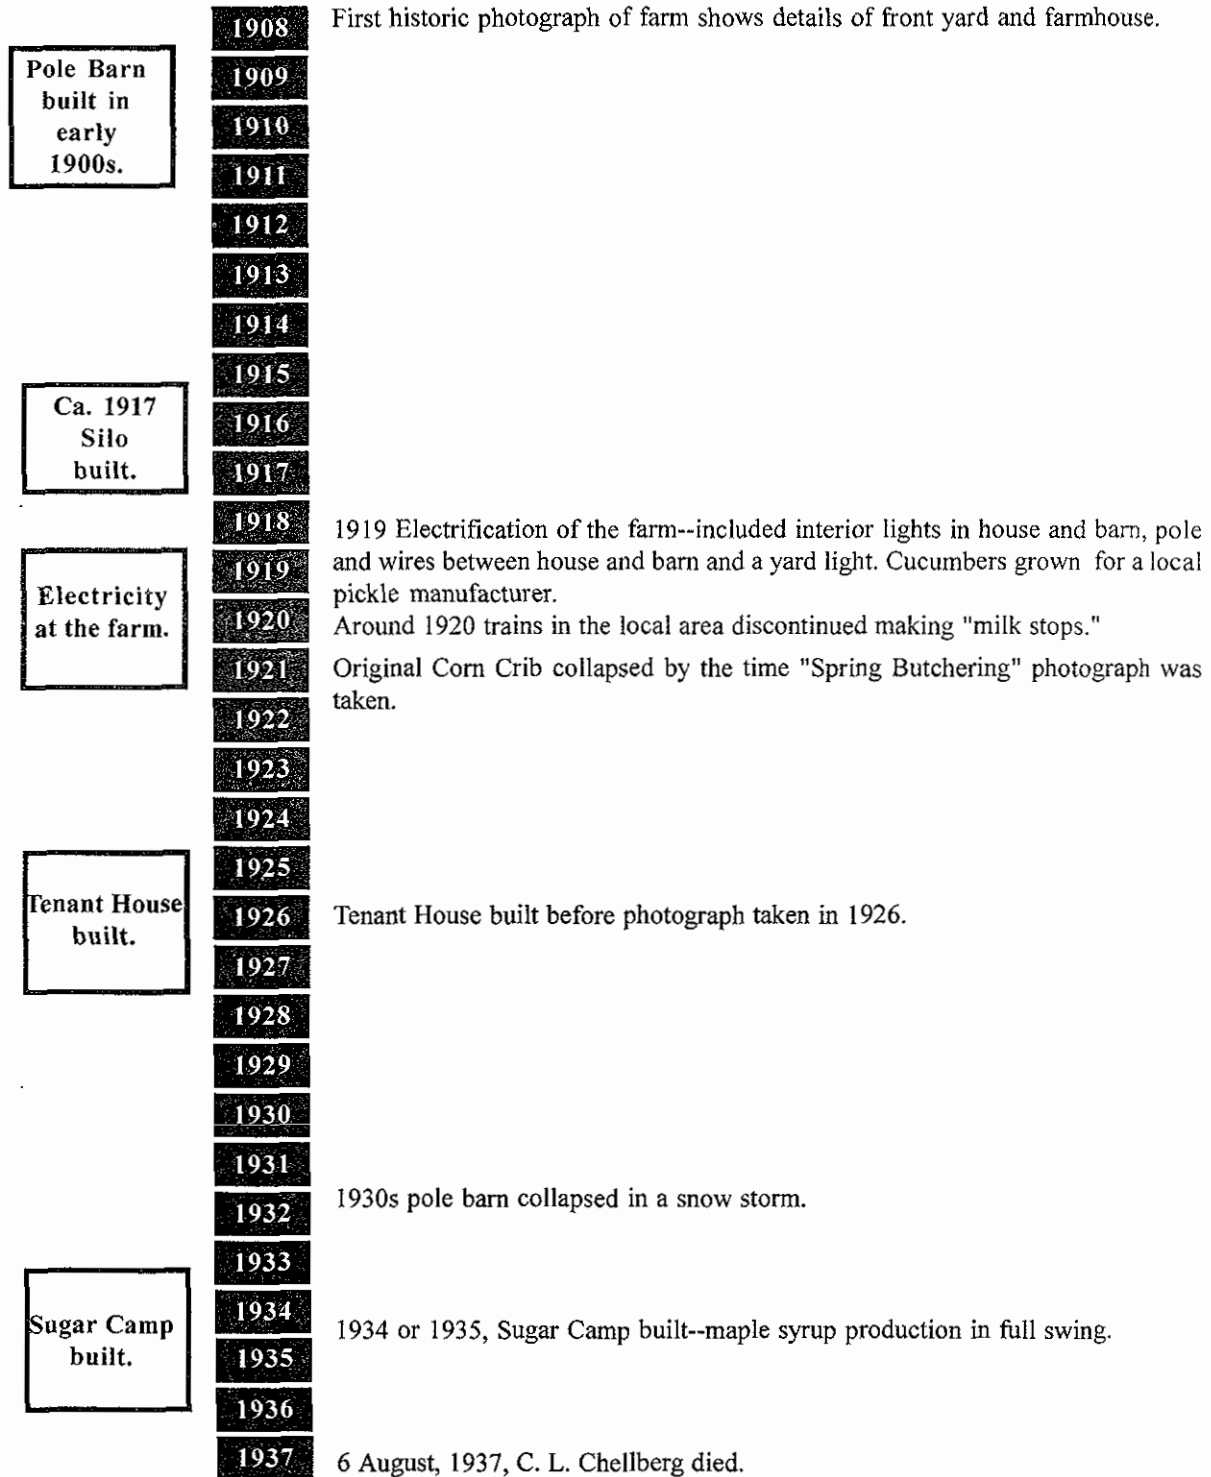 1908
First historic photograph of farm shows details of front yard and farmhouse.
Pole Barn
built in
early
1900s.
1909
1910
1911
1912
1913
1914
1915
Ca. 1917
Silo
built.
1916
1917
1918
1919 Electrification of the farm--included interior lights in house and barn, pole
and wires between house and barn and a yard light. Cucumbers grown for a local
pickle manufacturer.
Electricity
at the farm.
1919
1920
Around 1920 trains in the local area discontinued making "milk stops."
1921
Original Corn Crib collapsed by the time "Spring Butchering" photograph was
taken.
1922
1923
1924
1925
Tenant House
built.
1926
Tenant House built before photograph taken in 1926.
1927
1928
1929
1930
1931
1930s pole barn collapsed in a snow storm.
1932
1933
Sugar Camp
built.
1934
1934 or 1935, Sugar Camp built--maple syrup production in full swing.
1935
1936
1937
6 August, 1937, C. L. Chellberg died.